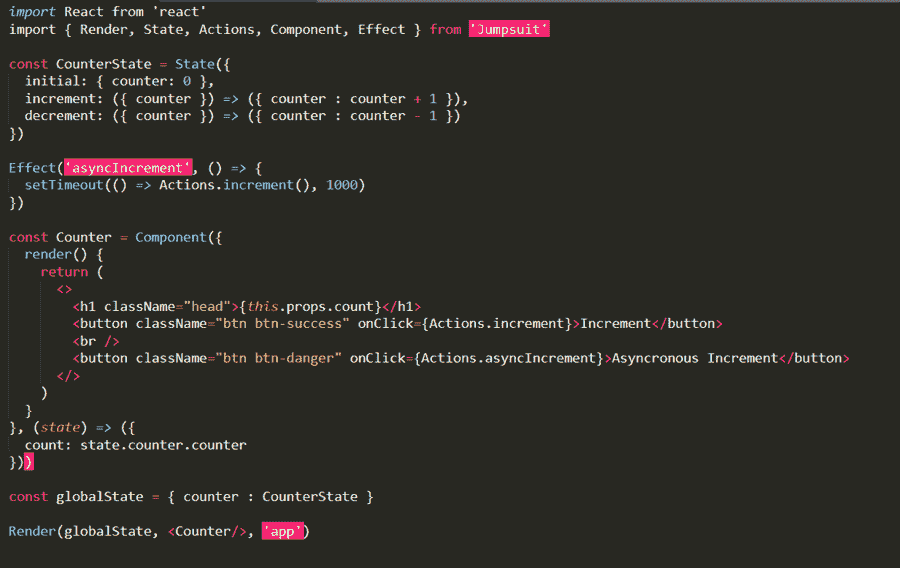 import React from 'react'
import { Render, State, Actions, Component, Effect } from 'Jumpsuit'
const CounterState = State({
initial: { counter: 0 },
increment: ({ counter }) => ({ counter : counter + 1 }),
decrement: ({ counter }) => ({ counter : counter - 1 })
})
Effect('asyncIncrement', () => {
setTimeout(() => Actions.increment(), 1000)
})
const Counter = Component({
render() {
return (
<>
<h1 className="head">{this.props.count}</h1>
<button className="btn btn-success" onClick={Actions.increment}>Increment</button>
<br />
<button className="btn btn-danger" onClick={Actions.asyncIncrement}>Asyncronous Increment</button>
</>
)
}
}, (state) => ({
count: state.counter.counter
}))
const globalState = { counter : CounterState }
Render(globalState, <Counter/>, 'app')